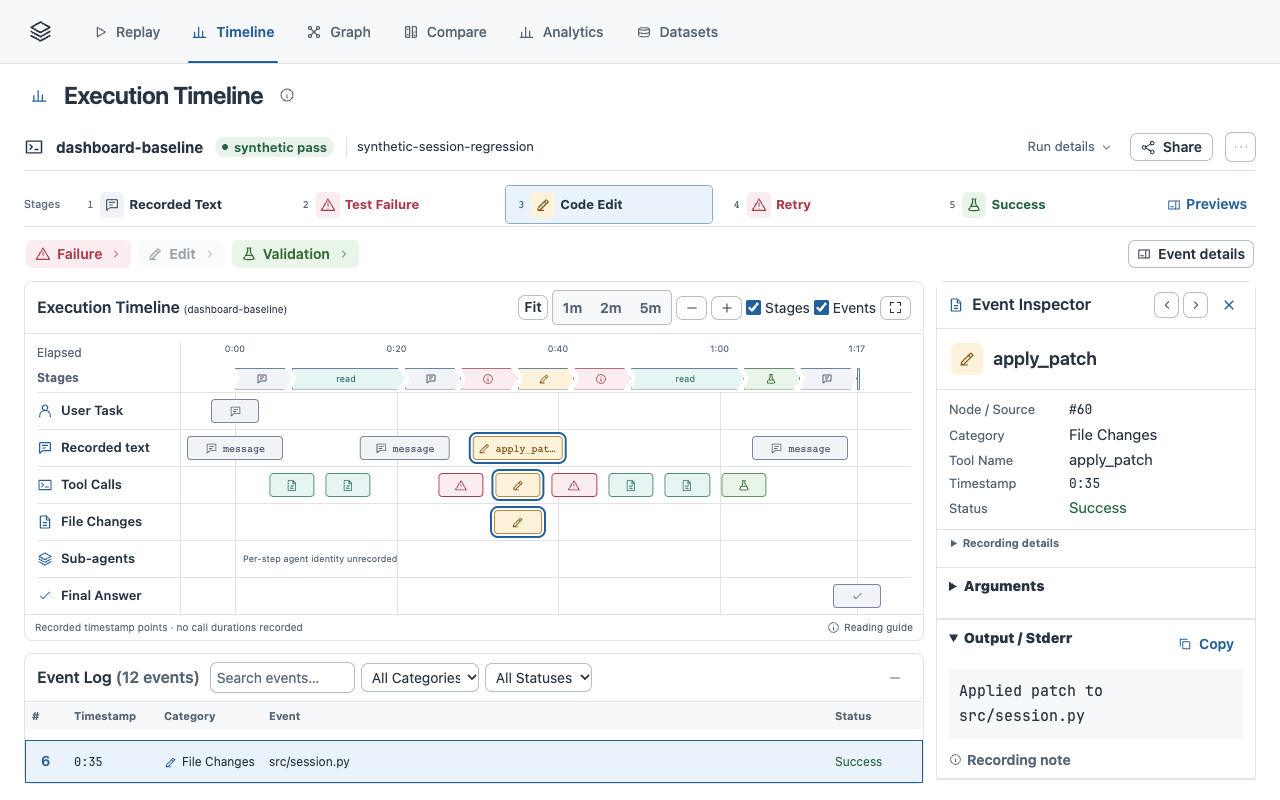 Replay Timeline Graph Compare Analytics Datasets
Execution Timeline
dashboard-baseline synthetic pass synthetic-session-regression Run details Share ...
Stages 1 Recorded Text 2 Test Failure 3 Code Edit 4 Retry 5 Success Previews
Failure Edit Validation Event details
Execution Timeline (dashboard-baseline) Fit 1m 2m 5m − + Stages Events
Elapsed 0:00 0:20 0:40 1:00 1:17
Stages read read
User Task
Recorded text message message apply_pat… message
Tool Calls
File Changes
Sub-agents Per-step agent identity unrecorded
Final Answer
Recorded timestamp points · no call durations recorded Reading guide
Event Log (12 events) Search events... All Categories All Statuses −
# Timestamp Category Event Status
6 0:35 File Changes src/session.py Success
Event Inspector
apply_patch
Node / Source #60
Category File Changes
Tool Name apply_patch
Timestamp 0:35
Status Success
Recording details
Arguments
Output / Stderr Copy
Applied patch to
src/session.py
Recording note